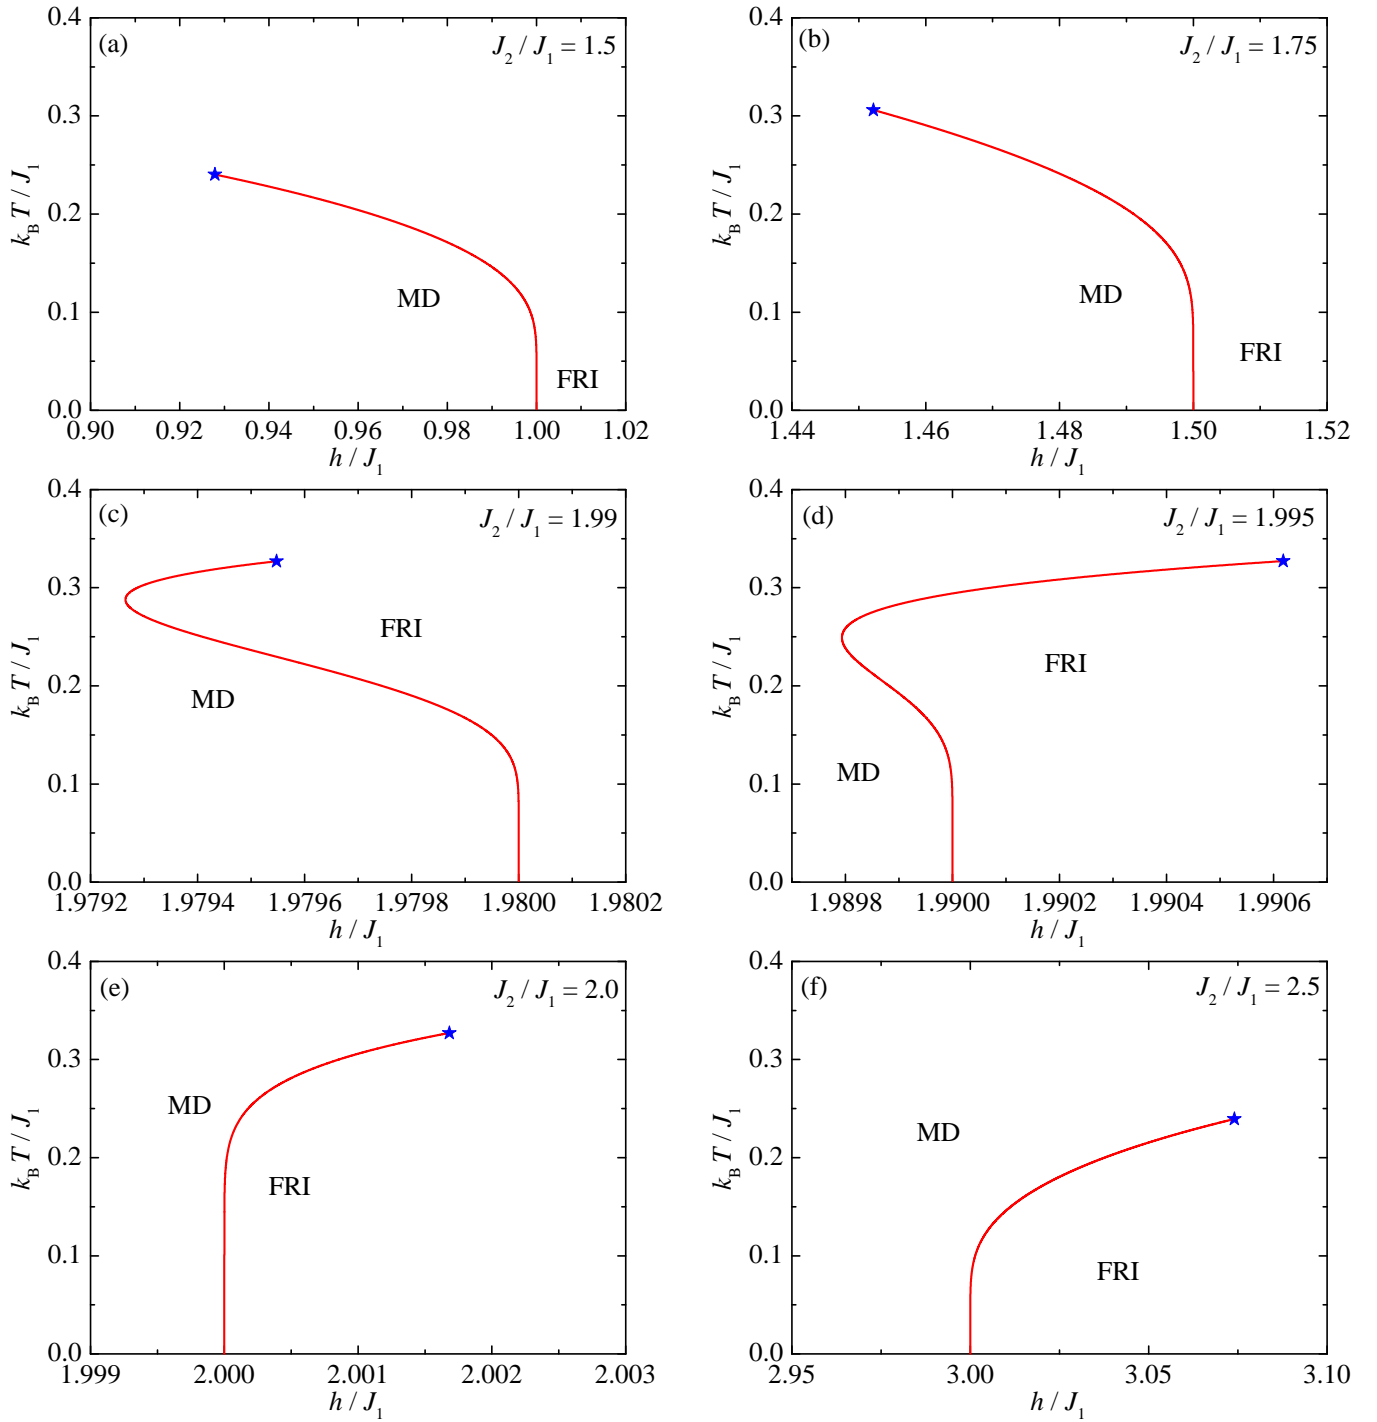 (a) J2 / J1 = 1.5
kB T / J1
0.4
0.3
0.2
0.1
0.0
MD
FRI
0.90 0.92 0.94 0.96 0.98 1.00 1.02
h / J1
(b) J2 / J1 = 1.75
kB T / J1
0.4
0.3
0.2
0.1
0.0
MD
FRI
1.44 1.46 1.48 1.50 1.52
h / J1
(c) J2 / J1 = 1.99
kB T / J1
0.4
0.3
0.2
0.1
0.0
FRI
MD
1.9792 1.9794 1.9796 1.9798 1.9800 1.9802
h / J1
(d) J2 / J1 = 1.995
kB T / J1
0.4
0.3
0.2
0.1
0.0
FRI
MD
1.9898 1.9900 1.9902 1.9904 1.9906
h / J1
(e) J2 / J1 = 2.0
kB T / J1
0.4
0.3
0.2
0.1
0.0
MD
FRI
1.999 2.000 2.001 2.002 2.003
h / J1
(f) J2 / J1 = 2.5
kB T / J1
0.4
0.3
0.2
0.1
0.0
MD
FRI
2.95 3.00 3.05 3.10
h / J1